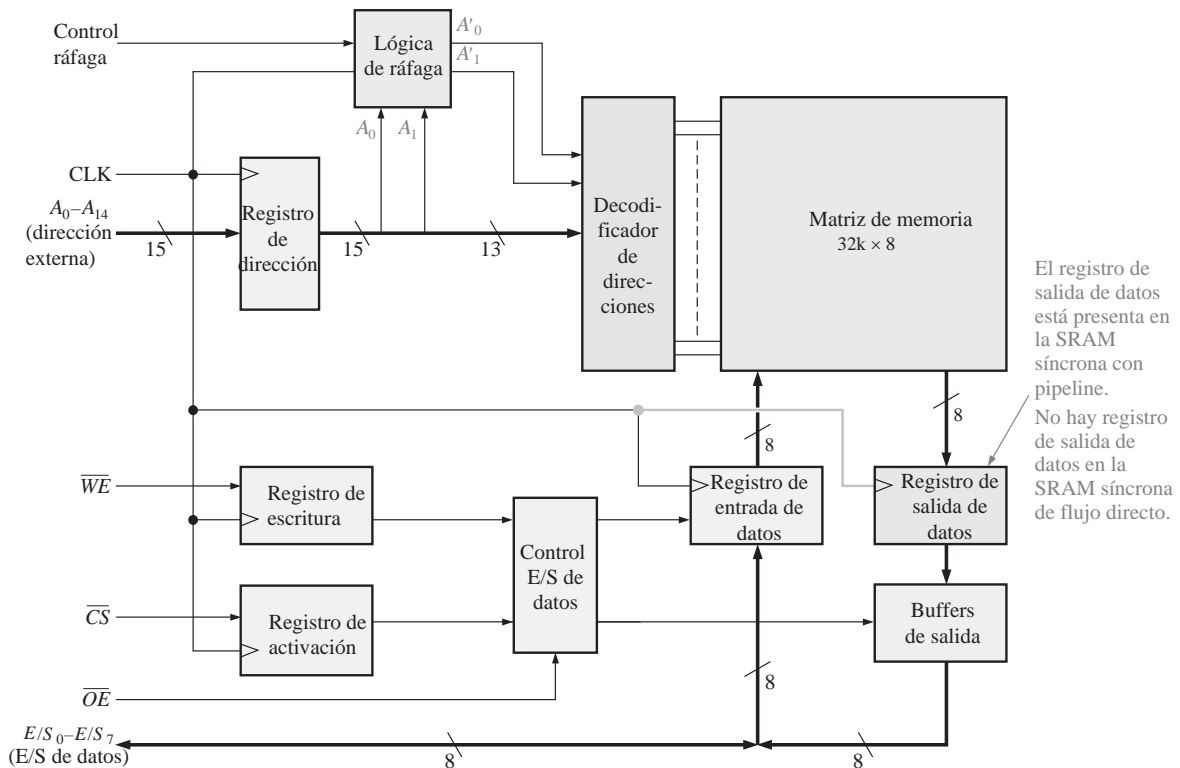 Control
ráfaga
Lógica
de ráfaga
A'0
A'1
A0
A1
CLK
A0–A14
(dirección
externa)
15
Registro
de
dirección
15
13
Decodi-
ficador
de
direc-
ciones
Matriz de memoria
32k × 8
El registro de
salida de datos
está presenta en
la SRAM
síncrona con
pipeline.
No hay registro
de salida de
datos en la
SRAM síncrona
de flujo directo.
8
8
WE
Registro de
escritura
Registro de
entrada de
datos
Registro de
salida de
datos
Control
E/S de
datos
CS
Registro de
activación
Buffers
de salida
OE
8
E/S0–E/S7
(E/S de datos)
8
8